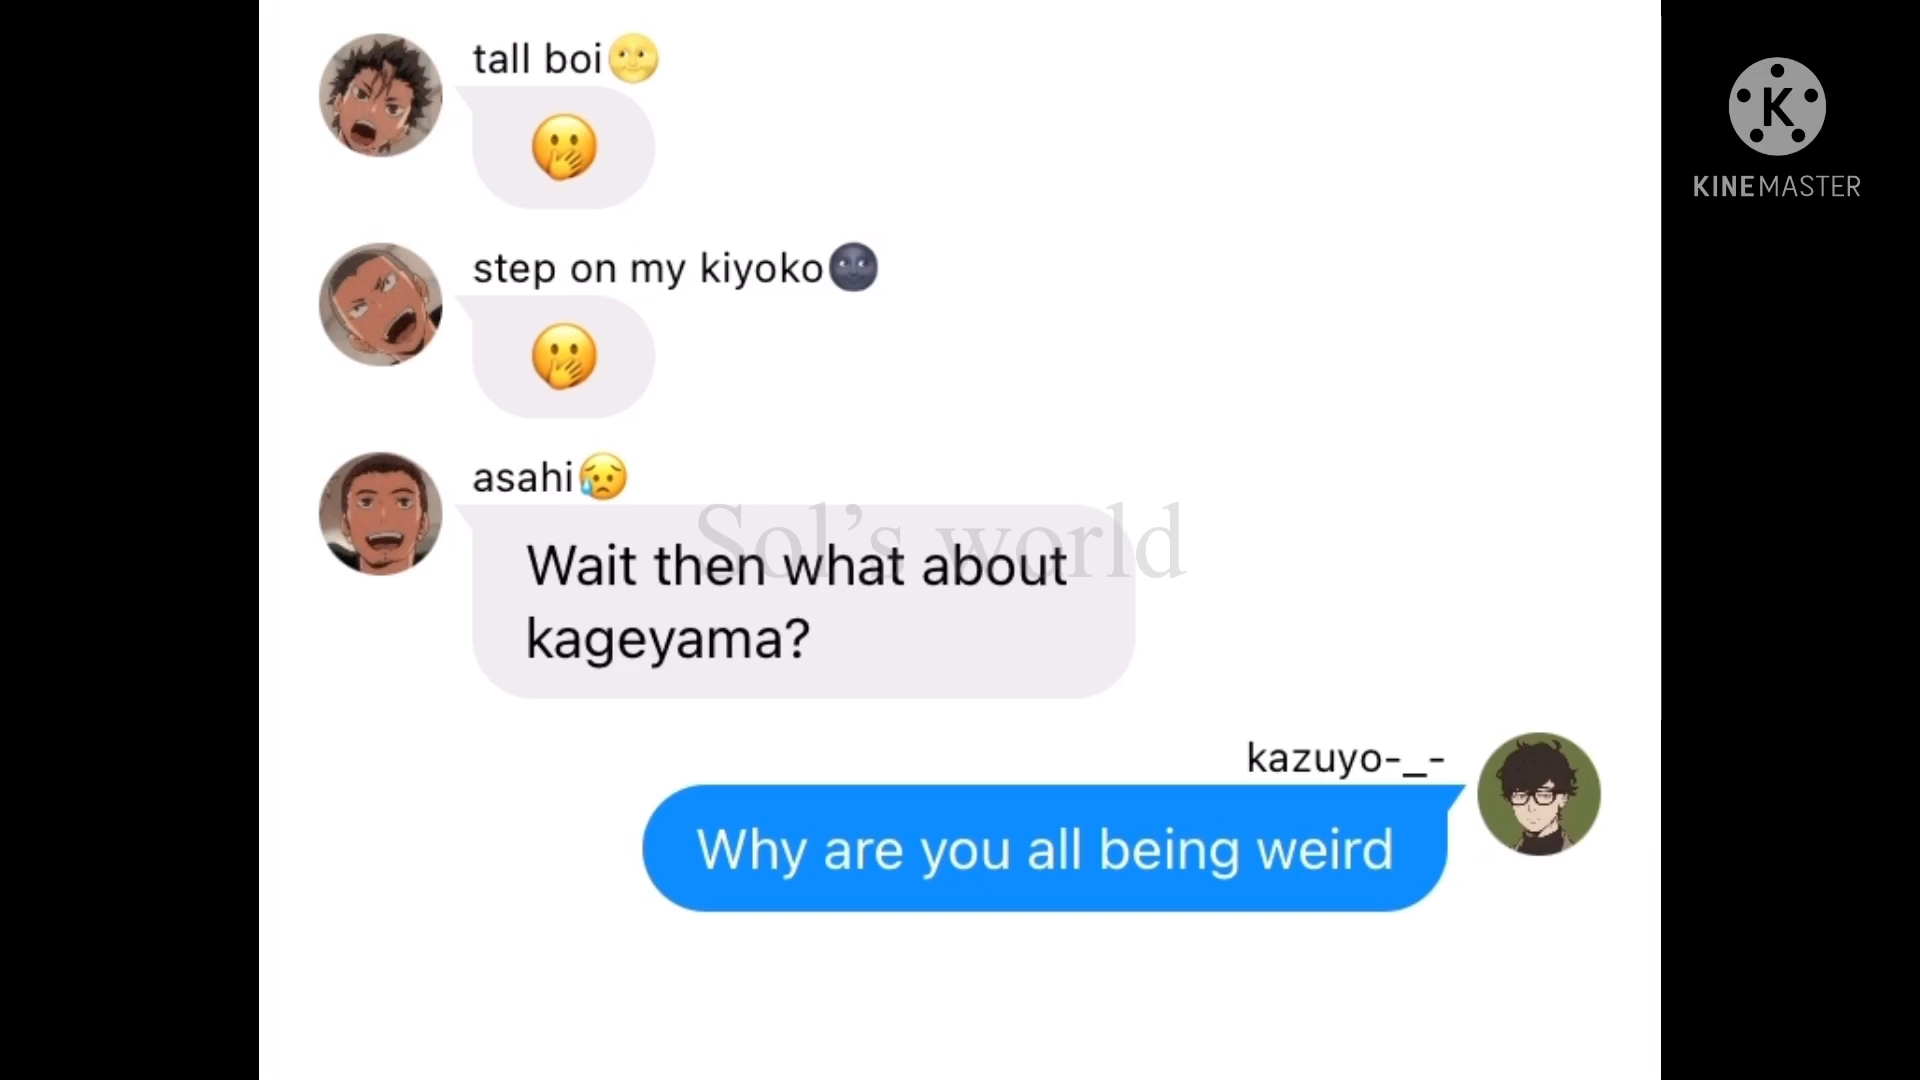 tall boi🌝
🤭
step on my kiyoko🌚
🤭
asahi😥
Sol's world
Wait then what about
kageyama?
kazuyo-_-
Why are you all being weird
K
KINEMASTER